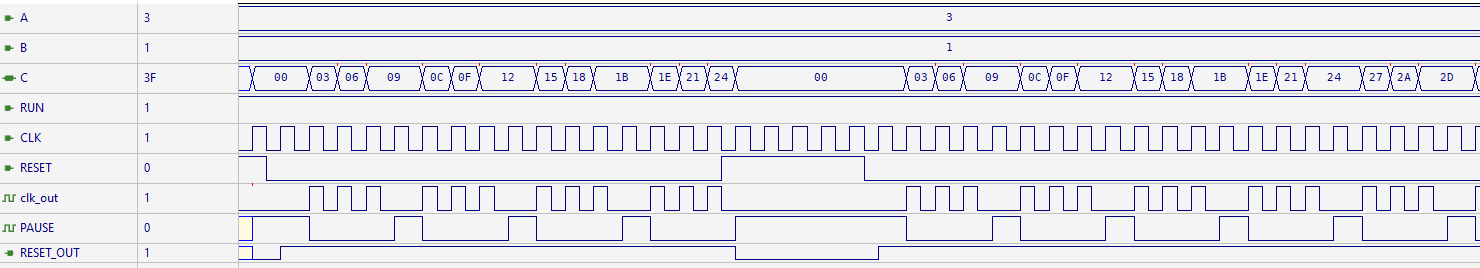 A 3 3
B 1 1
C 3F 00 03 06 09 0C 0F 12 15 18 1B 1E 21 24 00 03 06 09 0C 0F 12 15 18 1B 1E 21 24 27 2A 2D
RUN 1
CLK 1
RESET 0
clk_out 1
PAUSE 0
RESET_OUT 1